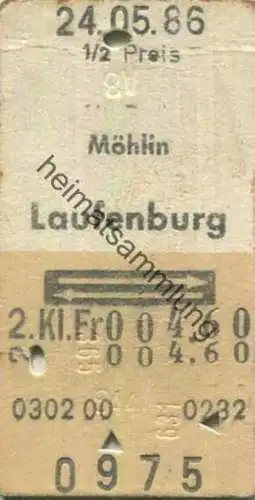 24.05.86
1/2 Preis
Möhlin
Laufenburg
heimatsammlung
2.Kl.Fr 0 0 4.6 0
2 0 0 4.6 0
0302 00 0232
0975